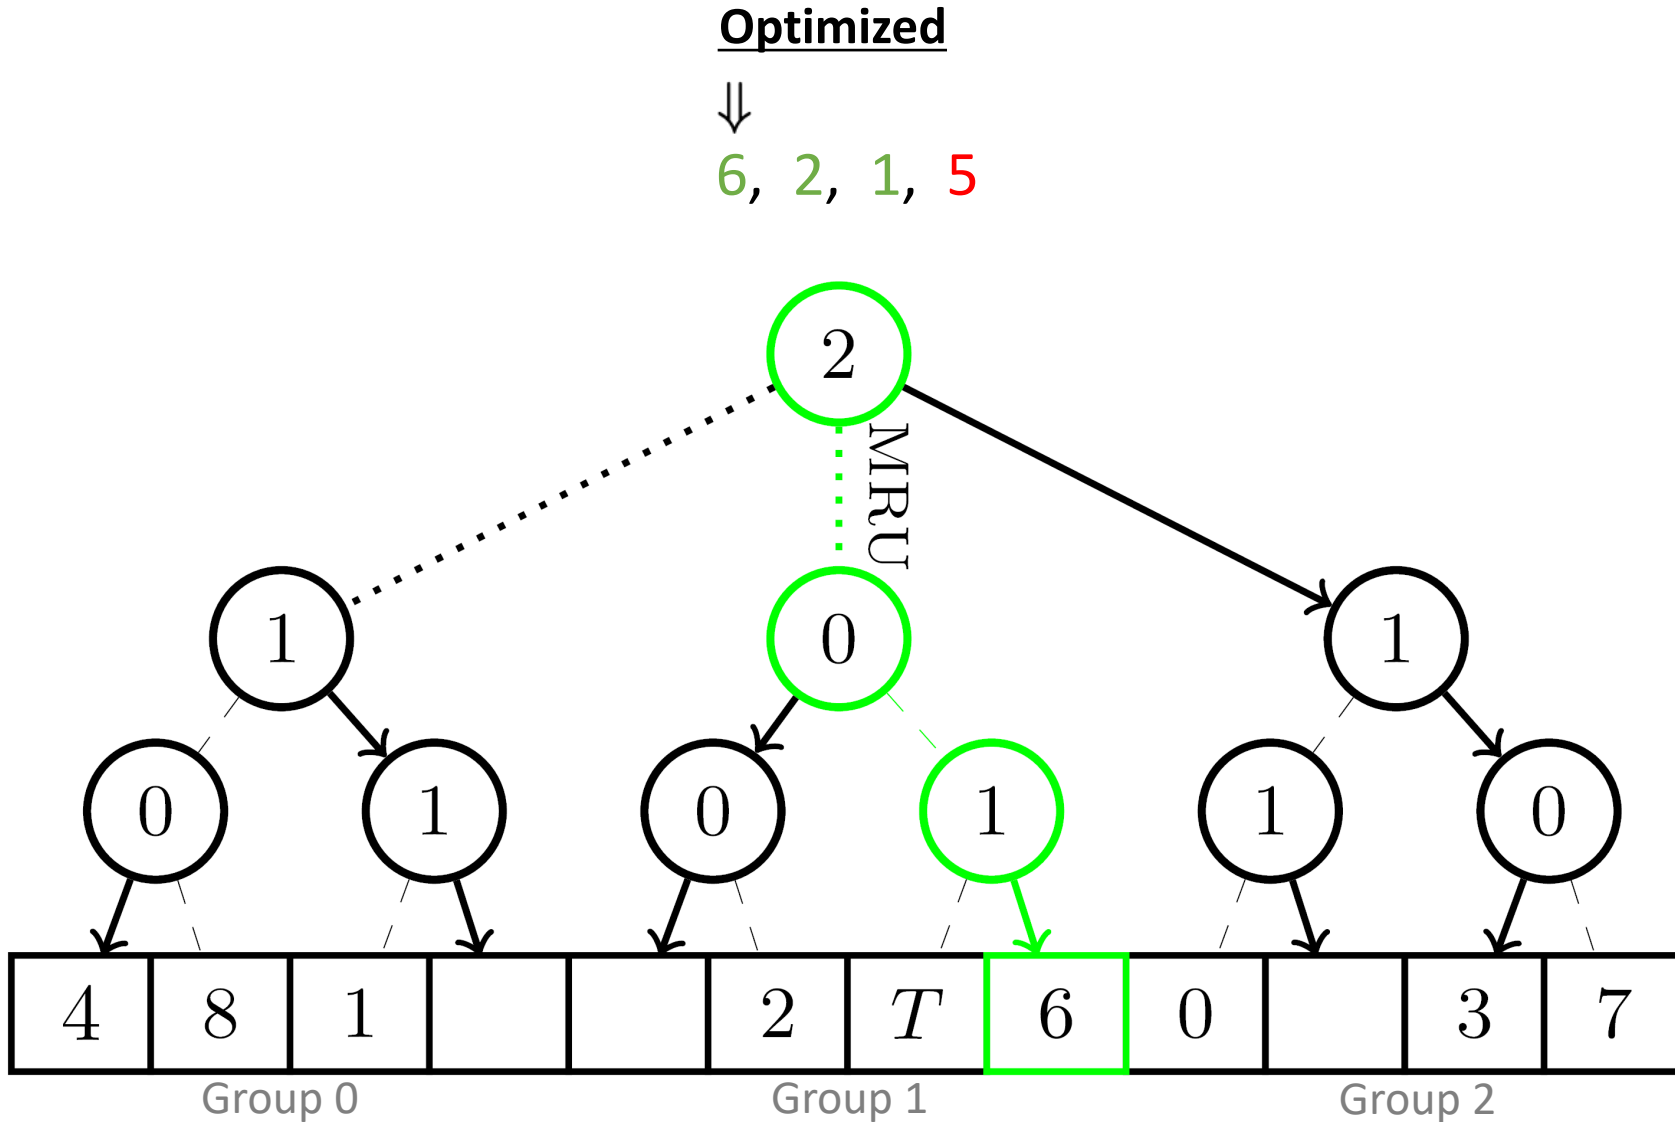 Optimized
⇓
6, 2, 1, 5
2
MRU
1 0 1
0 1 0 1 1 0
4 8 1 2 T 6 0 3 7
Group 0 Group 1 Group 2